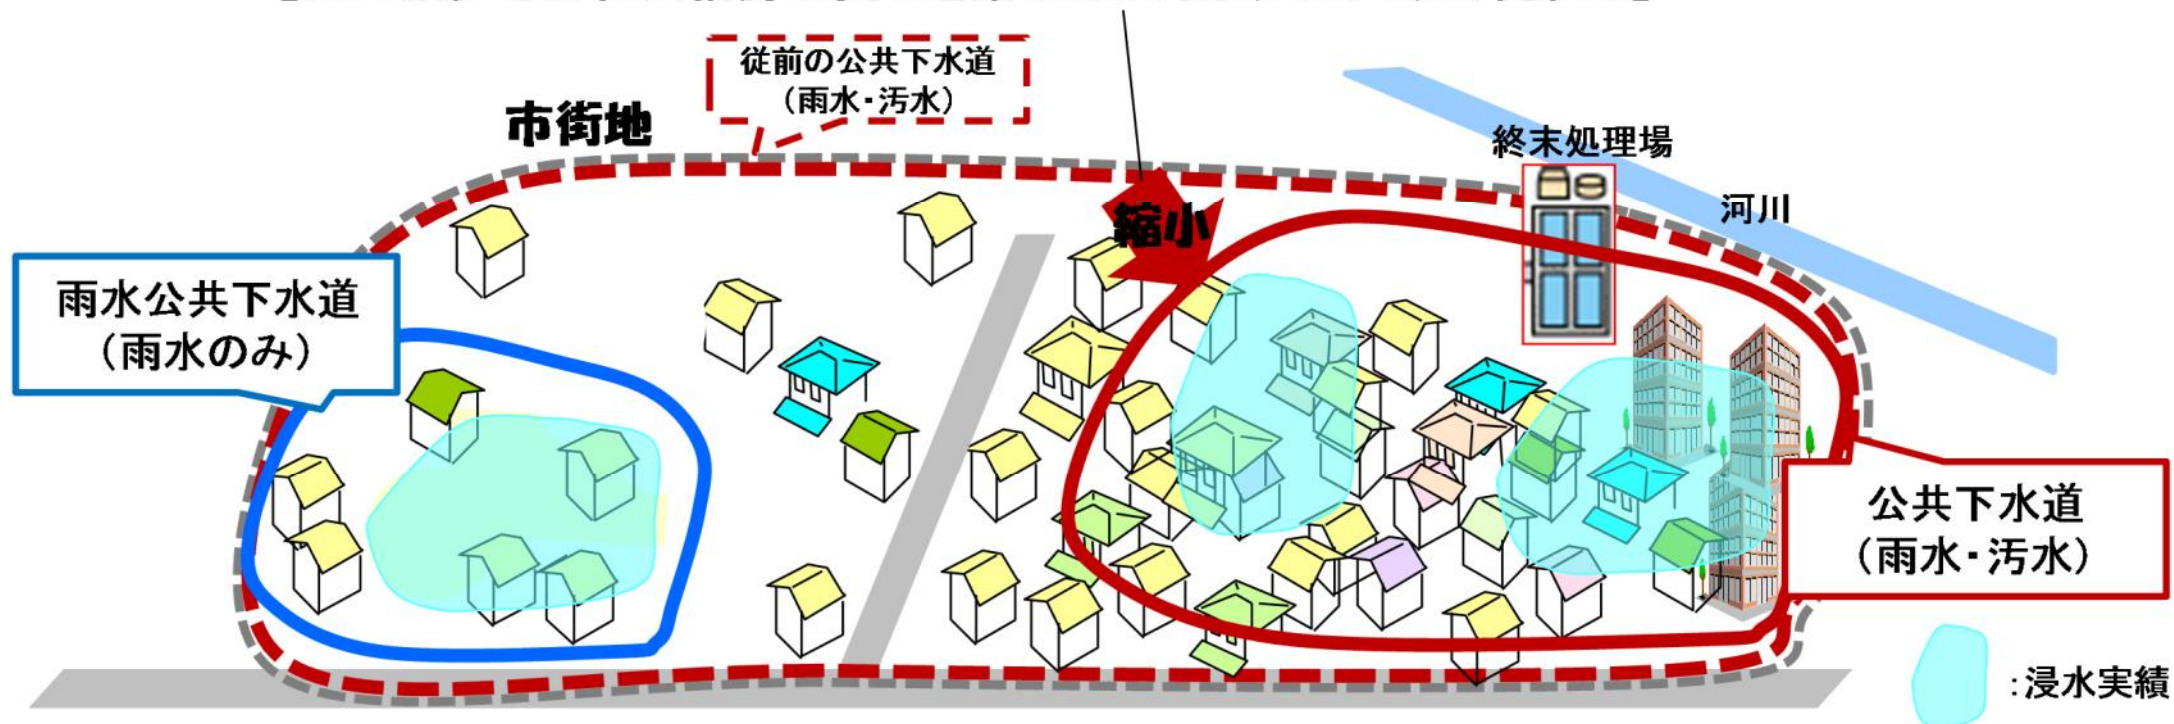 従前の公共下水道
（雨水・汚水）
市街地
終末処理場
河川
縮小
雨水公共下水道
（雨水のみ）
公共下水道
（雨水・汚水）
：浸水実績